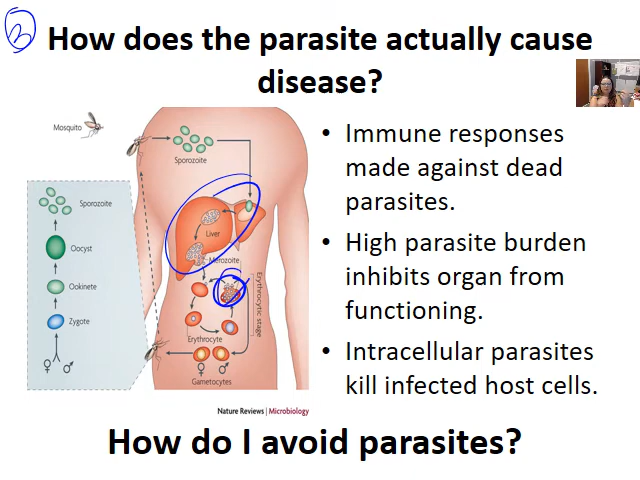 How does the parasite actually cause
disease?
Mosquito
Sporozoite
Sporozoite
Liver
Merozoite
Oocyst
Ookinete
Zygote
Erythrocytic stage
Erythrocyte
♀ ♂
♀ ♂
Gametocytes
Nature Reviews | Microbiology
• Immune responses
made against dead
parasites.
• High parasite burden
inhibits organ from
functioning.
• Intracellular parasites
kill infected host cells.
How do I avoid parasites?